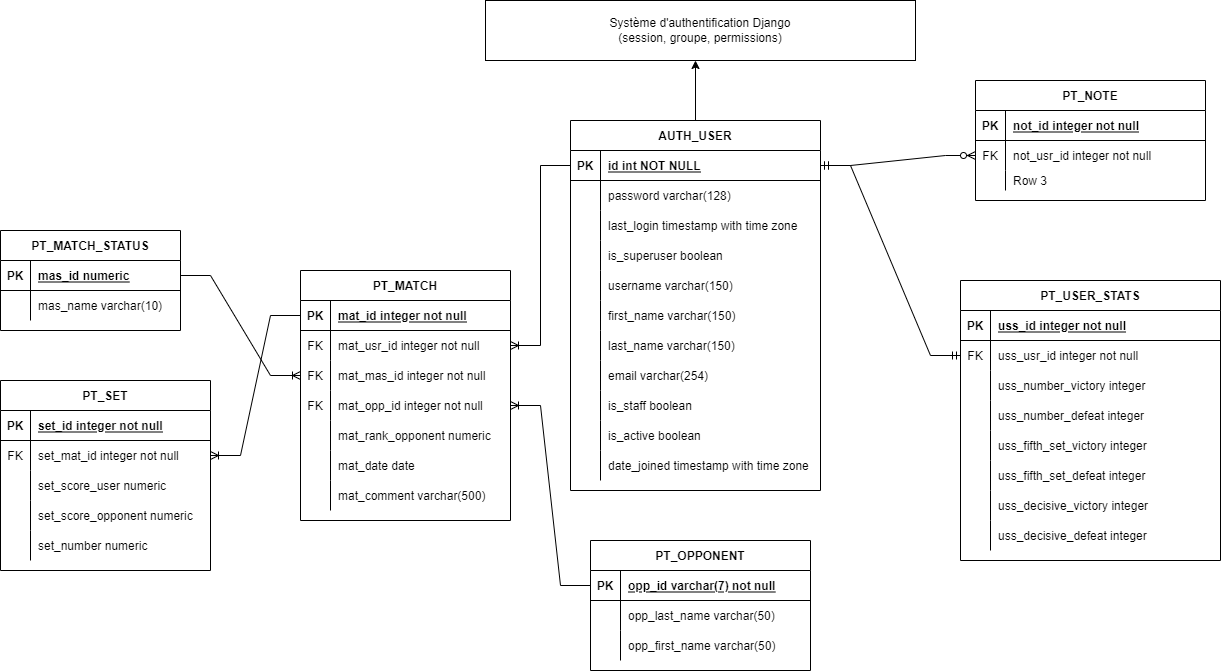 Système d'authentification Django
(session, groupe, permissions)
AUTH_USER
PK id int NOT NULL
password varchar(128)
last_login timestamp with time zone
is_superuser boolean
username varchar(150)
first_name varchar(150)
last_name varchar(150)
email varchar(254)
is_staff boolean
is_active boolean
date_joined timestamp with time zone
PT_NOTE
PK not_id integer not null
FK not_usr_id integer not null
Row 3
PT_MATCH_STATUS
PK mas_id numeric
mas_name varchar(10)
PT_MATCH
PK mat_id integer not null
FK mat_usr_id integer not null
FK mat_mas_id integer not null
FK mat_opp_id integer not null
mat_rank_opponent numeric
mat_date date
mat_comment varchar(500)
PT_USER_STATS
PK uss_id integer not null
FK uss_usr_id integer not null
uss_number_victory integer
uss_number_defeat integer
uss_fifth_set_victory integer
uss_fifth_set_defeat integer
uss_decisive_victory integer
uss_decisive_defeat integer
PT_SET
PK set_id integer not null
FK set_mat_id integer not null
set_score_user numeric
set_score_opponent numeric
set_number numeric
PT_OPPONENT
PK opp_id varchar(7) not null
opp_last_name varchar(50)
opp_first_name varchar(50)